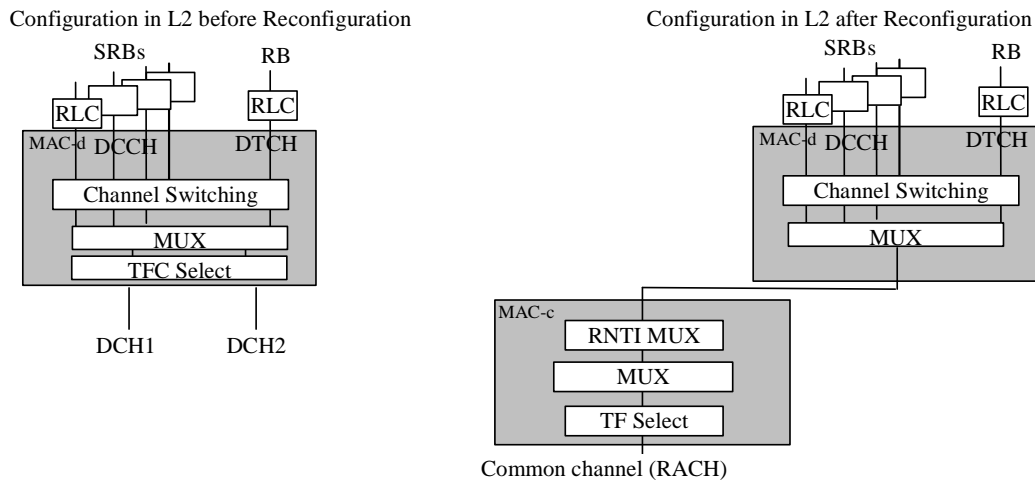 Configuration in L2 before Reconfiguration
SRBs
RB
RLC
RLC
MAC-d
DCCH
DTCH
Channel Switching
MUX
TFC Select
DCH1
DCH2
Configuration in L2 after Reconfiguration
SRBs
RB
RLC
RLC
MAC-d
DCCH
DTCH
Channel Switching
MUX
MAC-c
RNTI MUX
MUX
TF Select
Common channel (RACH)